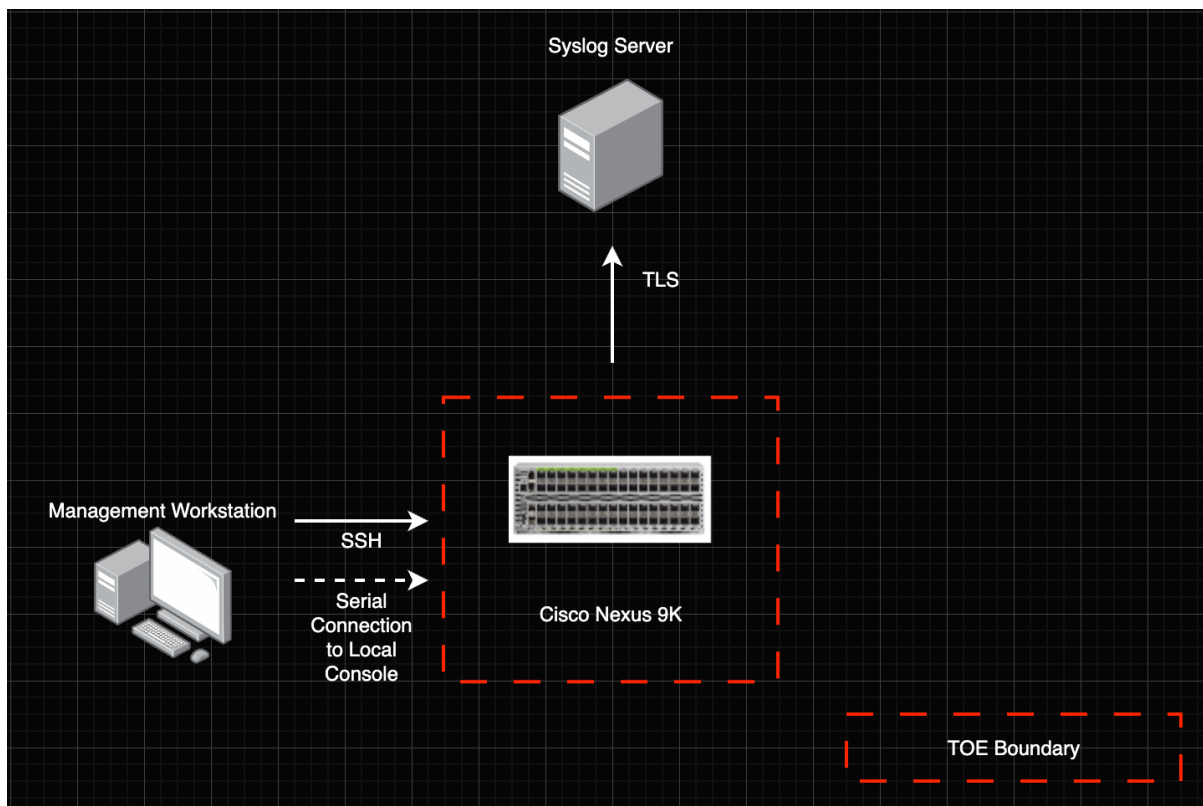 Syslog Server
TLS
Management Workstation
SSH
Serial
Connection
to Local
Console
Cisco Nexus 9K
TOE Boundary